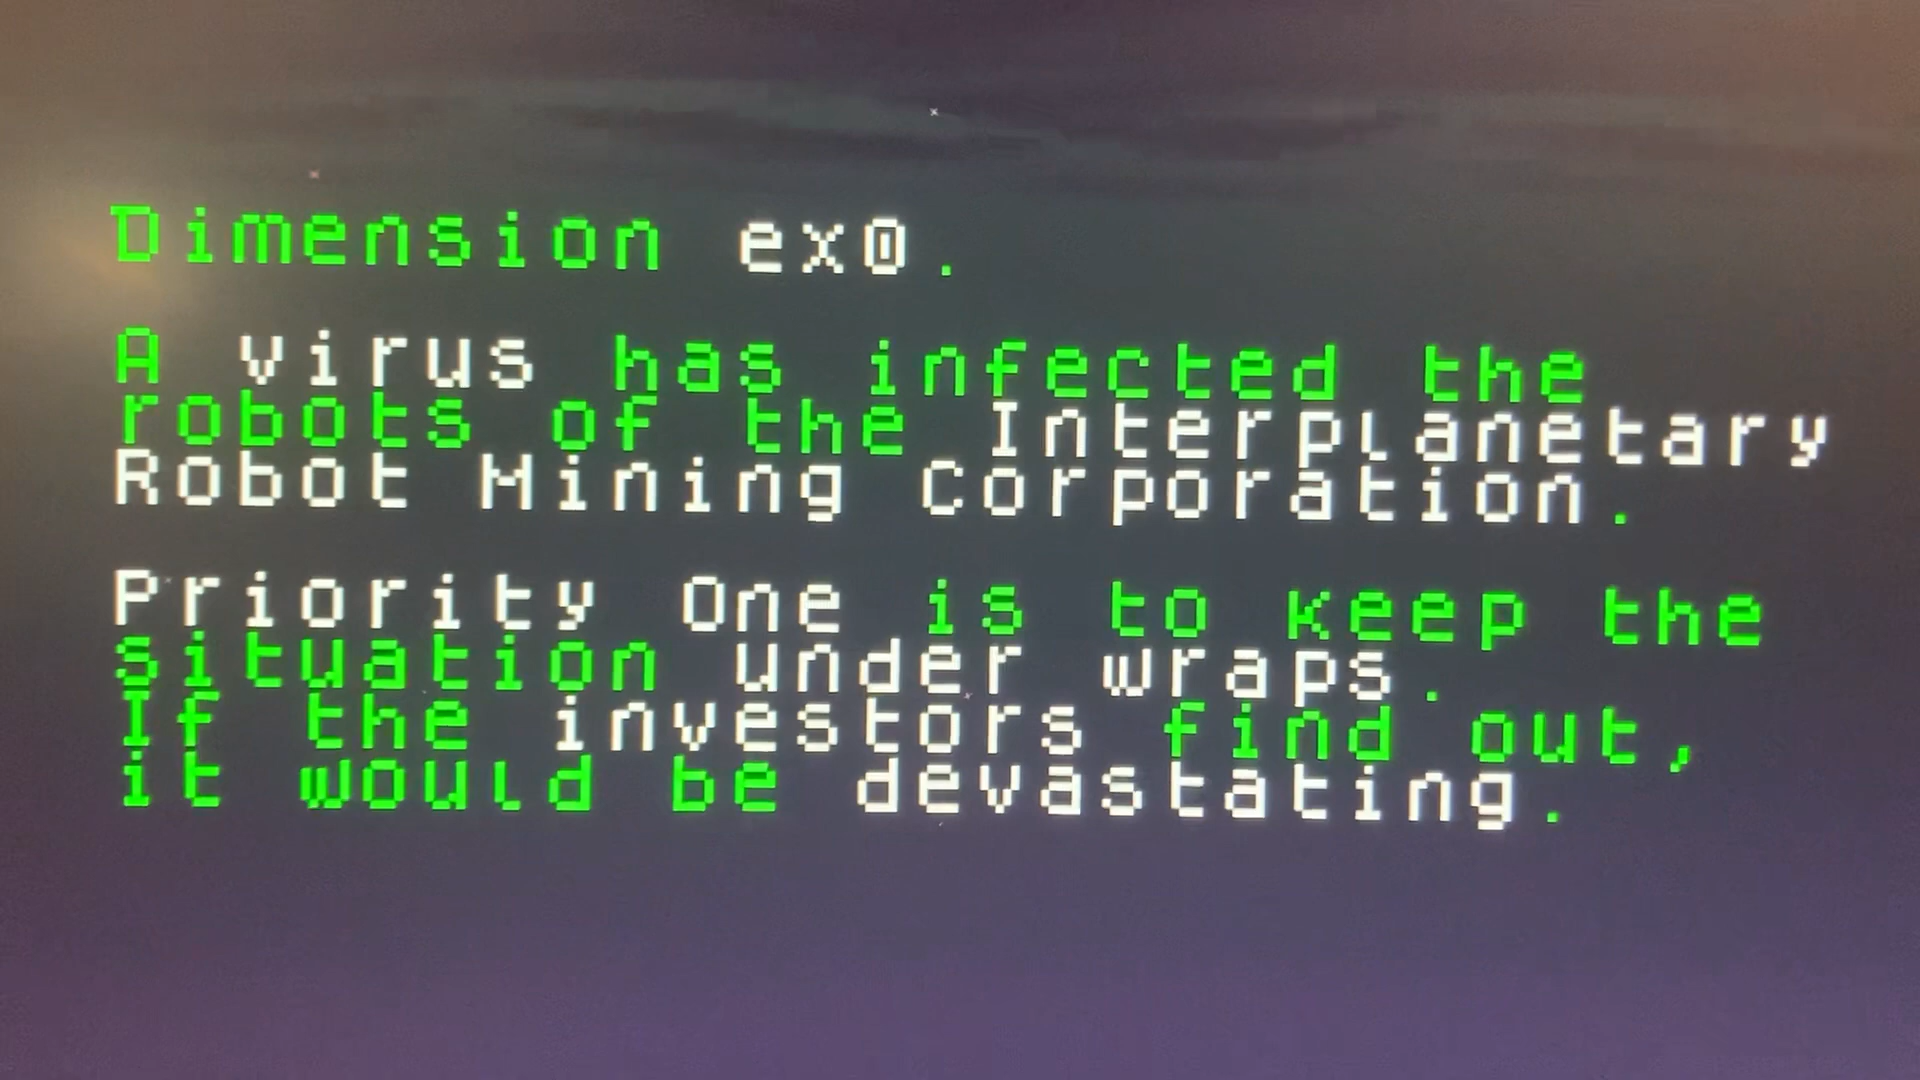 Dimension ex0.
A virus has infected the
robots of the Interplanetary
Robot Mining Corporation.
Priority One is to keep the
situation under wraps.
If the investors find out,
it would be devastating.